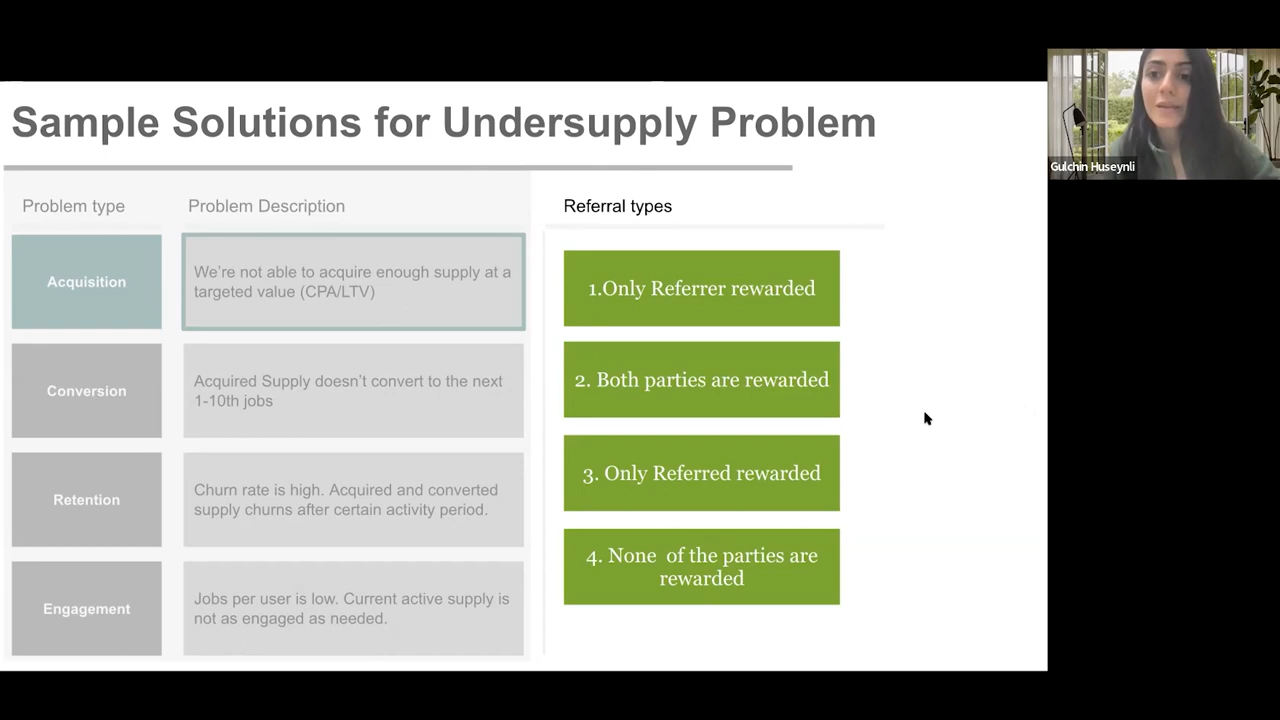 Sample Solutions for Undersupply Problem
Gulchin Huseynli
Problem type
Problem Description
Referral types
Acquisition
We're not able to acquire enough supply at a
targeted value (CPA/LTV)
1.Only Referrer rewarded
Conversion
Acquired Supply doesn't convert to the next
1-10th jobs
2. Both parties are rewarded
Retention
Churn rate is high. Acquired and converted
supply churns after certain activity period.
3. Only Referred rewarded
Engagement
Jobs per user is low. Current active supply is
not as engaged as needed.
4. None  of the parties are
rewarded